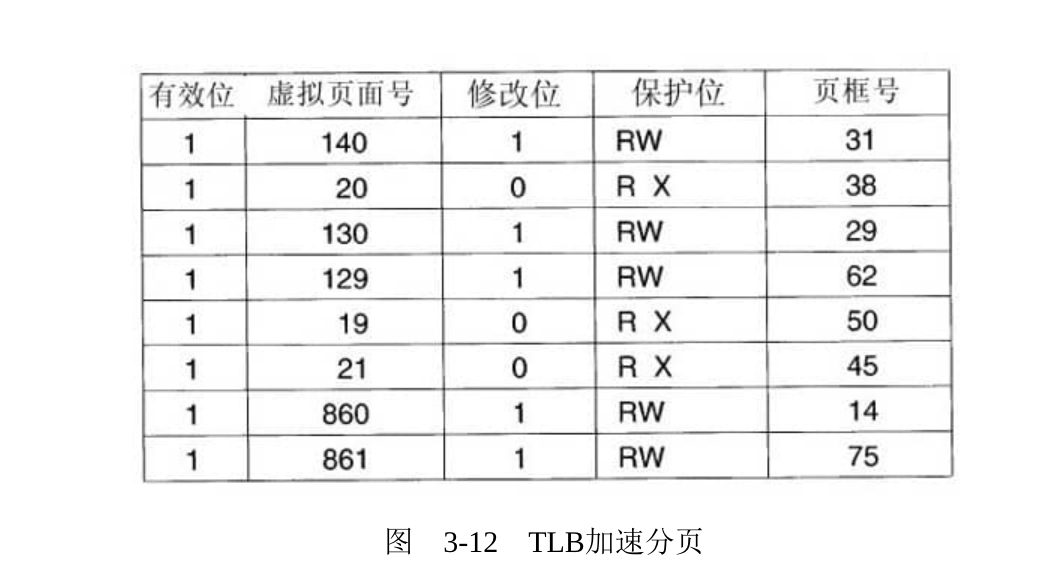 有效位 虚拟页面号 修改位 保护位 页框号
1 140 1 RW 31
1 20 0 R X 38
1 130 1 RW 29
1 129 1 RW 62
1 19 0 R X 50
1 21 0 R X 45
1 860 1 RW 14
1 861 1 RW 75
图 3-12 TLB加速分页